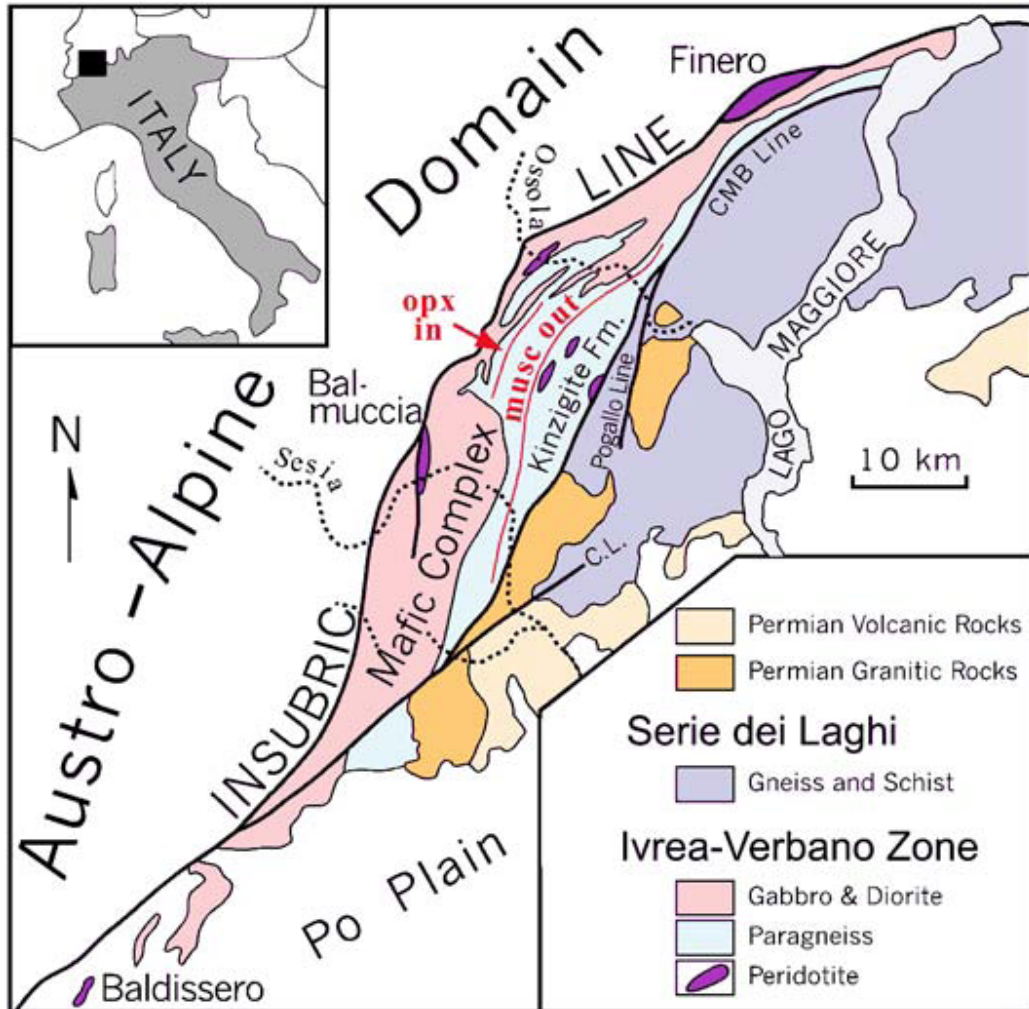 ITALY
Austro-Alpine
Domain
INSUBRIC
LINE
Finero
Ossola
CMB Line
opx
in
musc out
Bal-
muccia
Kinzigite Fm.
Pogallo Line
LAGO
MAGGIORE
N
Sesia
Mafic Complex
10 km
C.L.
Po Plain
Baldissero
Permian Volcanic Rocks
Permian Granitic Rocks
Serie dei Laghi
Gneiss and Schist
Ivrea-Verbano Zone
Gabbro & Diorite
Paragneiss
Peridotite